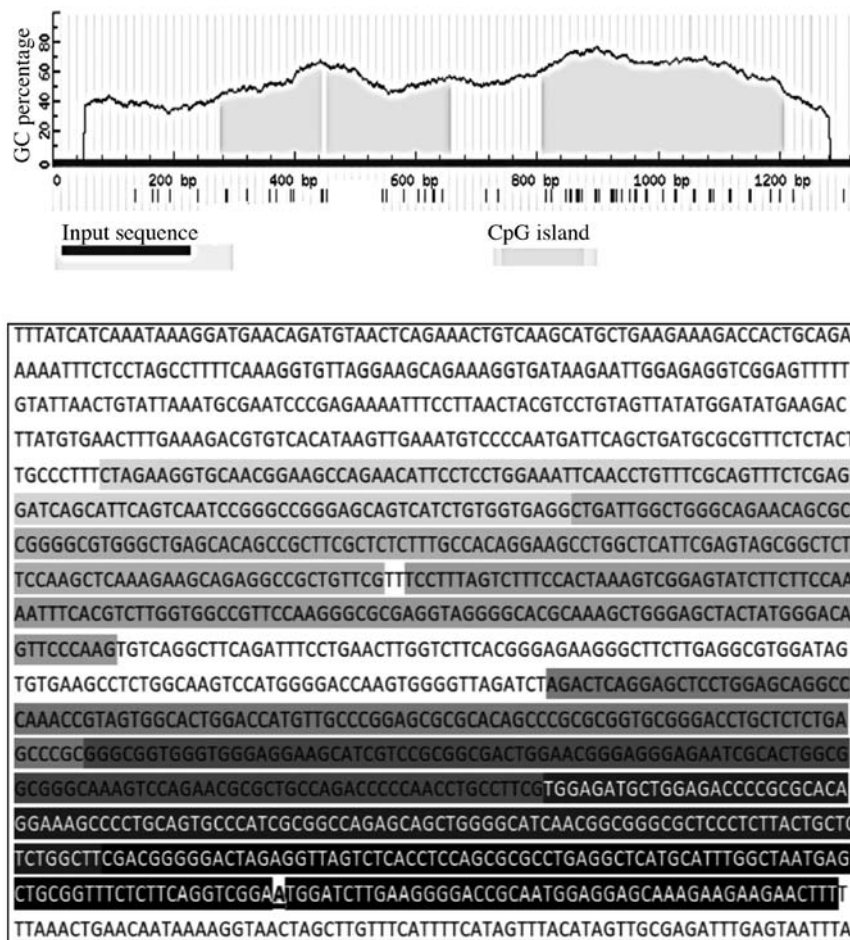 GC percentage
80
60
40
20
0
0 200 bp 400 bp 600 bp 800 bp 1000 bp 1200 bp
Input sequence CpG island
TTTATCATCAAATAAAGGATGAACAGATGTAACTCAGAAACTGTCAAGCATGCTGAAGAAAGACCACTGCAGA
AAAATTTCTCCTAGCCTTTTCAAAGGTGTTAGGAAGCAGAAAGGTGATAAGAATTGGAGAGGTCGGAGTTTTT
GTATTAACTGTATTAAATGCGAATCCCGAGAAAATTTCCTTAACTACGTCCTGTAGTTATATGGATATGAAGAC
TTATGTGAACTTTGAAAGACGTGTCACATAAGTTGAAATGTCCCCAATGATTCAGCTGATGCGCGTTTCTCTACT
TGCCCTTTCTAGAAGGTGCAACGGAAGCCAGAACATTCCTCCTGGAAATTCAACCTGTTTCGCAGTTTCTCGAG
GATCAGCATTCAGTCAATCCGGGCCGGGAGCAGTCATCTGTGGTGAGGCTGATTGGCTGGGCAGAACAGCGC
CGGGGCGTGGGCTGAGCACAGCCGCTTCGCTCTCTTTGCCACAGGAAGCCTGGCTCATTCGAGTAGCGGCTCT
TCCAAGCTCAAAGAAGCAGAGGCCGCTGTTCGTTTCCTTTAGTCTTTCCACTAAAGTCGGAGTATCTTCTTCCAA
AATTTCACGTCTTGGTGGCCGTTCCAAGGGCGCGAGGTAGGGGCACGCAAAGCTGGGAGCTACTATGGGACA
GTTCCCAAGTGTCAGGCTTCAGATTTCCTGAACTTGGTCTTCACGGGAGAAGGGCTTCTTGAGGCGTGGATAG
TGTGAAGCCTCTGGCAAGTCCATGGGGACCAAGTGGGGTTAGATCTAGACTCAGGAGCTCCTGGAGCAGGCC
CAAACCGTAGTGGCACTGGACCATGTTGCCCGGAGCGCGCACAGCCCGCGCGGTGCGGGACCTGCTCTCTGA
GCCCGCGGGCGGTGGGTGGGAGGAAGCATCGTCCGCGGCGACTGGAACGGGAGGGAGAATCGCACTGGCG
GCGGGCAAAGTCCAGAACGCGCTGCCAGACCCCCAACCTGCCTTCGTGGAGATGCTGGAGACCCCGCGCACA
GGAAAGCCCCTGCAGTGCCCATCGCGGCCAGAGCAGCTGGGGCATCAACGGCGGGCGCTCCCTCTTACTGCTC
TCTGGCTTCGACGGGGGACTAGAGGTTAGTCTCACCTCCAGCGCGCCTGAGGCTCATGCATTTGGCTAATGAG
CTGCGGTTTCTCTTCAGGTCGGAATGGATCTTGAAGGGGACCGCAATGGAGGAGCAAAGAAGAAGAACTTTT
TTAAACTGAACAATAAAAGGTAACTAGCTTGTTTCATTTTCATAGTTTACATAGTTGCGAGATTTGAGTAATTTA